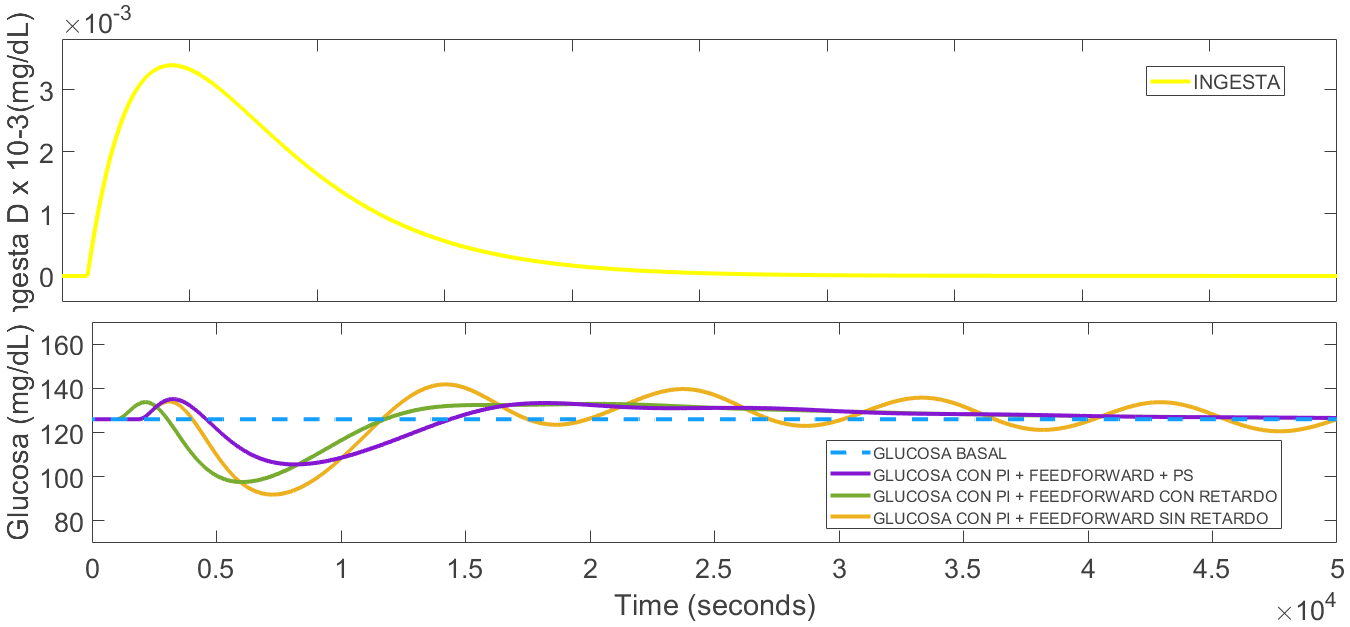 ×10-3
Ingesta D x 10-3(mg/dL)
3
2
1
0
INGESTA
Glucosa (mg/dL)
160
140
120
100
80
GLUCOSA BASAL
GLUCOSA CON PI + FEEDFORWARD + PS
GLUCOSA CON PI + FEEDFORWARD CON RETARDO
GLUCOSA CON PI + FEEDFORWARD SIN RETARDO
0 0.5 1 1.5 2 2.5 3 3.5 4 4.5 5
Time (seconds)
×104